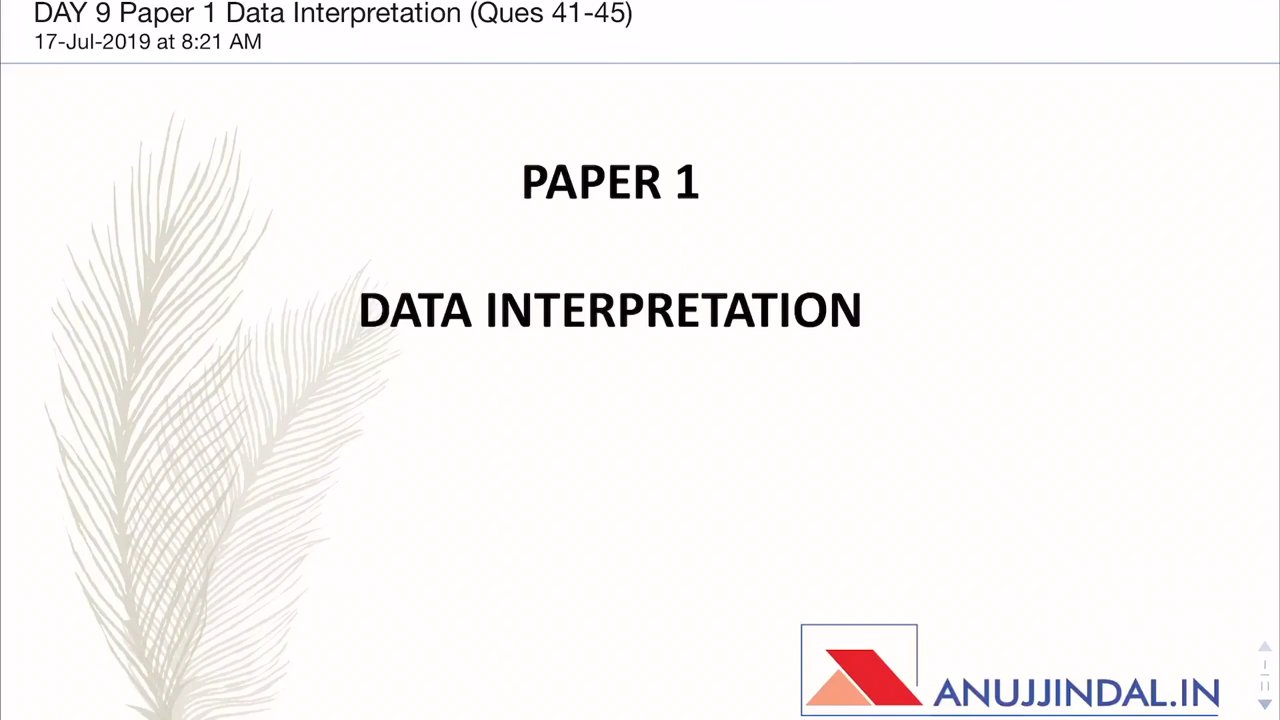 DAY 9 Paper 1 Data Interpretation (Ques 41-45)
17-Jul-2019 at 8:21 AM
PAPER 1
DATA INTERPRETATION
ANUJJINDAL.IN